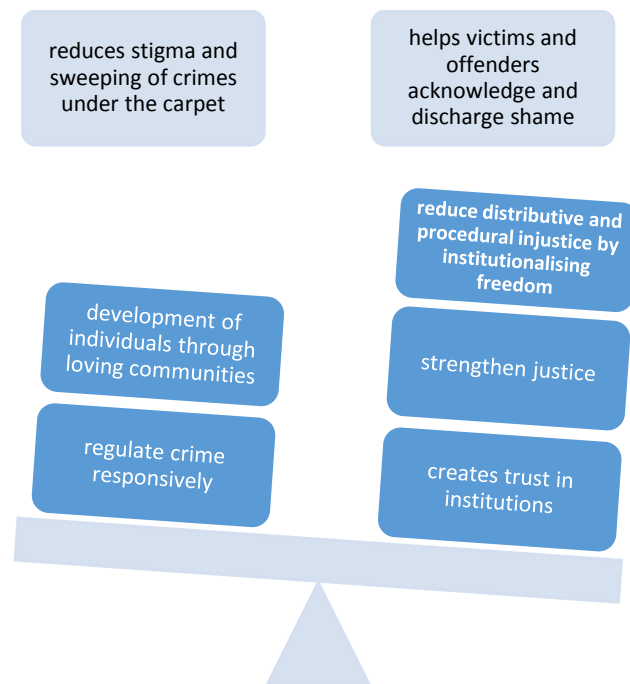 reduces stigma and
sweeping of crimes
under the carpet
helps victims and
offenders
acknowledge and
discharge shame
reduce distributive and
procedural injustice by
institutionalising
freedom
development of
individuals through
loving communities
strengthen justice
regulate crime
responsively
creates trust in
institutions